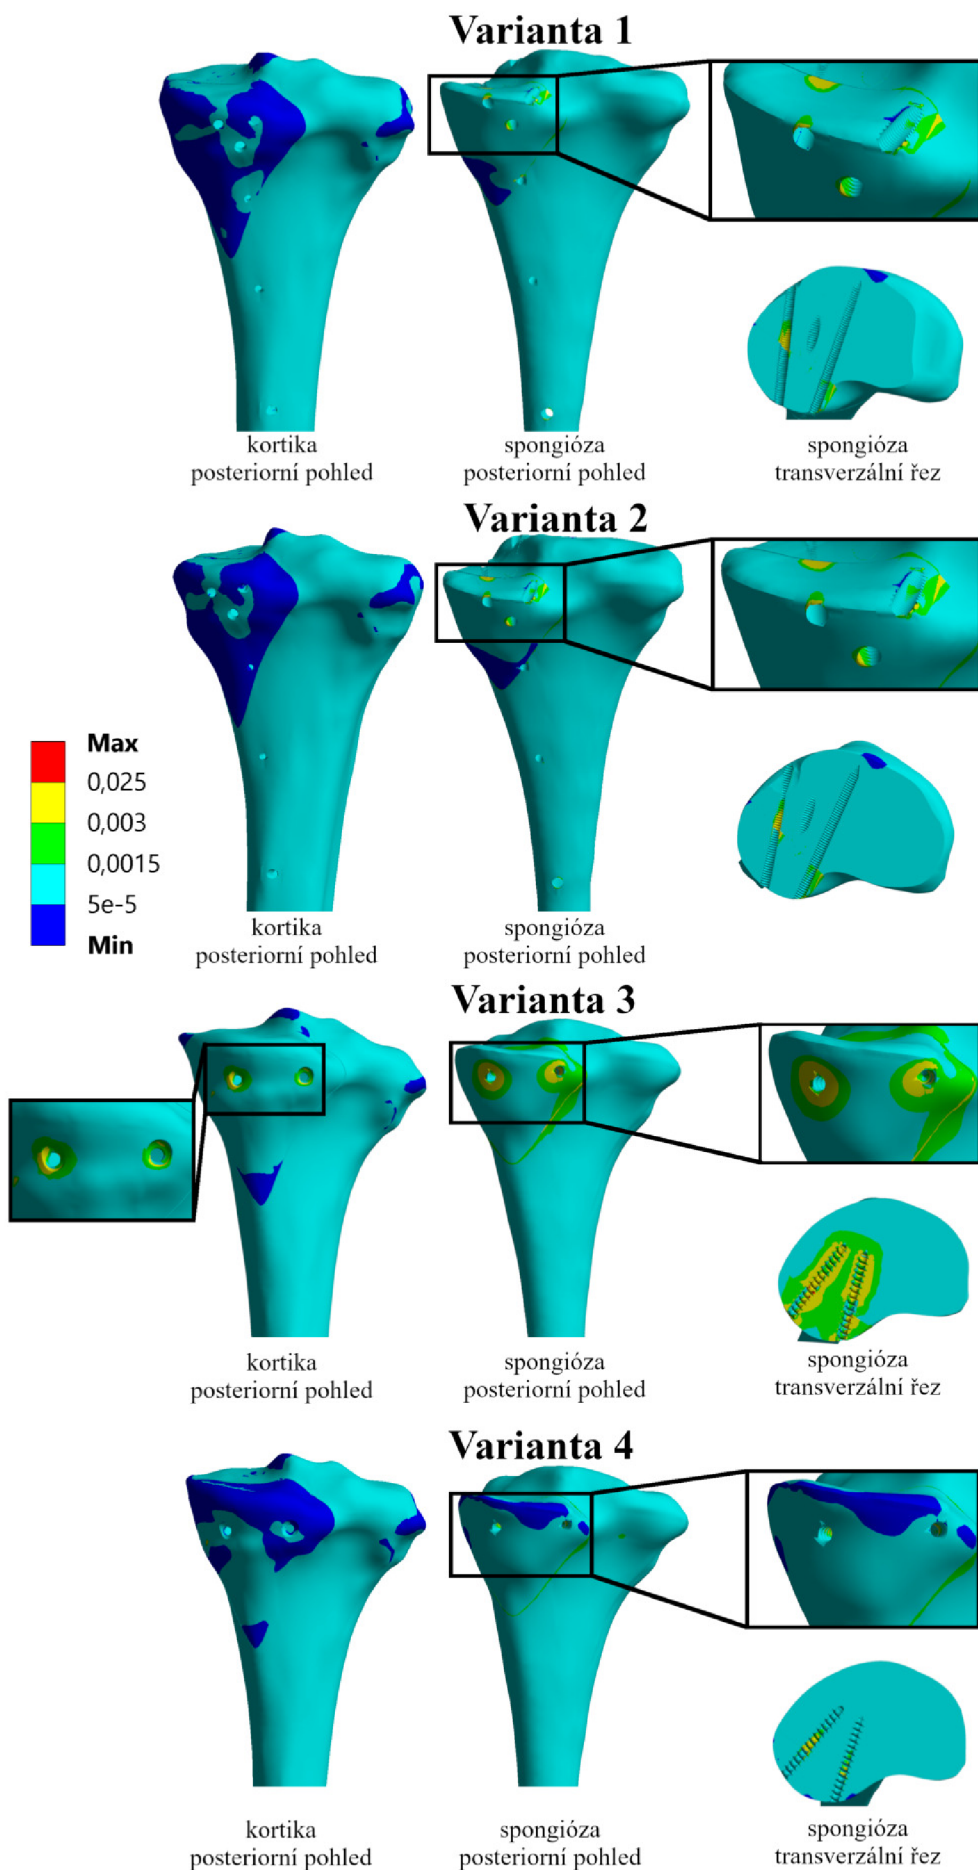 Varianta 1
kortika
posteriorní pohled
spongióza
posteriorní pohled
spongióza
transverzální řez
Varianta 2
Max
0,025
0,003
0,0015
5e-5
Min
kortika
posteriorní pohled
spongióza
posteriorní pohled
Varianta 3
kortika
posteriorní pohled
spongióza
posteriorní pohled
spongióza
transverzální řez
Varianta 4
kortika
posteriorní pohled
spongióza
posteriorní pohled
spongióza
transverzální řez